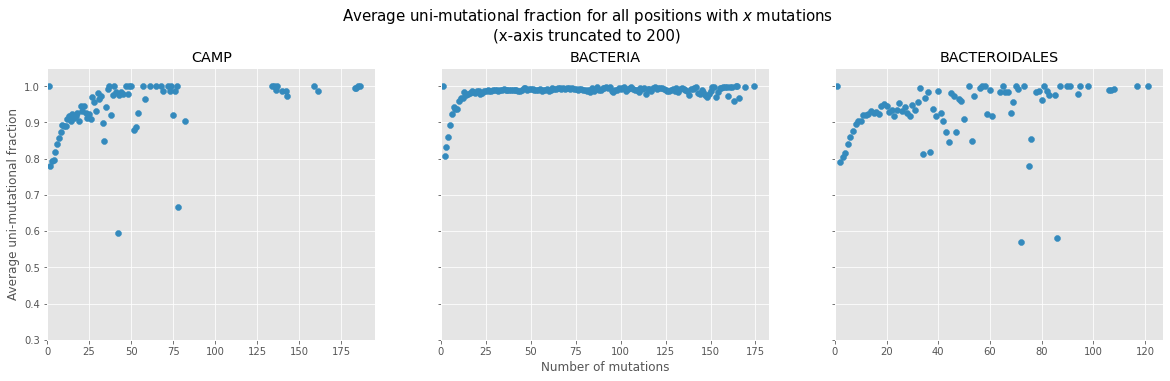 Average uni-mutational fraction for all positions with x mutations
(x-axis truncated to 200)
CAMP
BACTERIA
BACTEROIDALES
Average uni-mutational fraction
1.0
0.9
0.8
0.7
0.6
0.5
0.4
0.3
0 25 50 75 100 125 150 175
0 25 50 75 100 125 150 175
0 20 40 60 80 100 120
Number of mutations